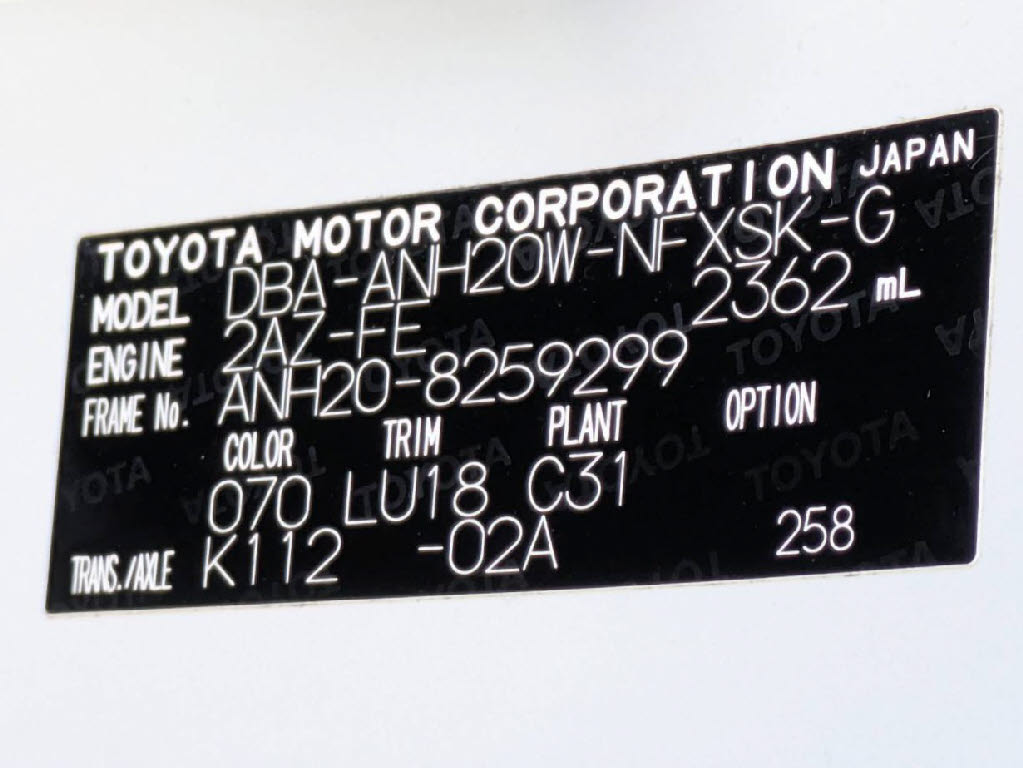 TOYOTA MOTOR CORPORATION JAPAN
MODEL DBA-ANH20W-NFXSK-G
ENGINE 2AZ-FE 2362 mL
FRAME No. ANH20-8259299
COLOR TRIM PLANT OPTION
070 LU18 C31
TRANS./AXLE K112 -02A 258